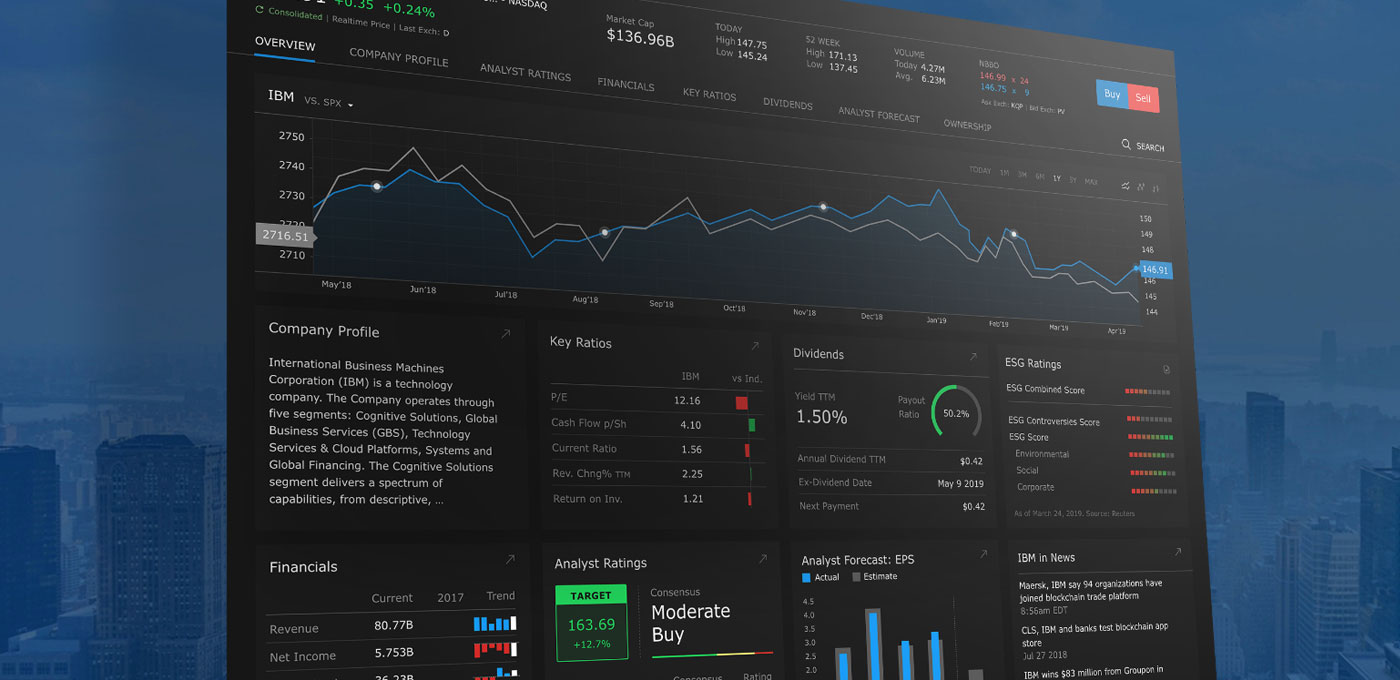 +0.35 +0.24%
- NASDAQ
Consolidated | Realtime Price | Last Exch: D
Market Cap
$136.96B
TODAY
High 147.75
Low 145.24
52 WEEK
High 171.13
Low 137.45
VOLUME
Today 4.27M
Avg. 6.23M
NBBO
146.99 x 24
146.75 x 9
Ask Exch: KQP | Bid Exch: PV
Buy
Sell
OVERVIEW
COMPANY PROFILE
ANALYST RATINGS
FINANCIALS
KEY RATIOS
DIVIDENDS
ANALYST FORECAST
OWNERSHIP
SEARCH
IBM VS. SPX
TODAY 1M 3M 6M 1Y 3Y MAX
2750
2740
2730
2720
2716.51
2710
150
149
148
146.91
146
145
144
May'18
Jun'18
Jul'18
Aug'18
Sep'18
Oct'18
Nov'18
Dec'18
Jan'19
Feb'19
Mar'19
Apr'19
Company Profile
International Business Machines
Corporation (IBM) is a technology
company. The Company operates through
five segments: Cognitive Solutions, Global
Business Services (GBS), Technology
Services & Cloud Platforms, Systems and
Global Financing. The Cognitive Solutions
segment delivers a spectrum of
capabilities, from descriptive, ...
Key Ratios
IBM vs Ind.
P/E 12.16
Cash Flow p/Sh 4.10
Current Ratio 1.56
Rev. Chng% TTM 2.25
Return on Inv. 1.21
Dividends
Yield TTM
1.50%
Payout
Ratio
50.2%
Annual Dividend TTM $0.42
Ex-Dividend Date May 9 2019
Next Payment $0.42
ESG Ratings
ESG Combined Score
ESG Controversies Score
ESG Score
Environmental
Social
Corporate
As of March 24, 2019. Source: Reuters
Financials
Current 2017 Trend
Revenue 80.77B
Net Income 5.753B
36.23B
Analyst Ratings
TARGET
163.69
+12.7%
Consensus
Moderate
Buy
Consensus Rating
Analyst Forecast: EPS
Actual Estimate
4.5
4.0
3.5
3.0
2.5
2.0
IBM in News
Maersk, IBM say 94 organizations have
joined blockchain trade platform
8:56am EDT
CLS, IBM and banks test blockchain app
store
Jul 27 2018
IBM wins $83 million from Groupon in